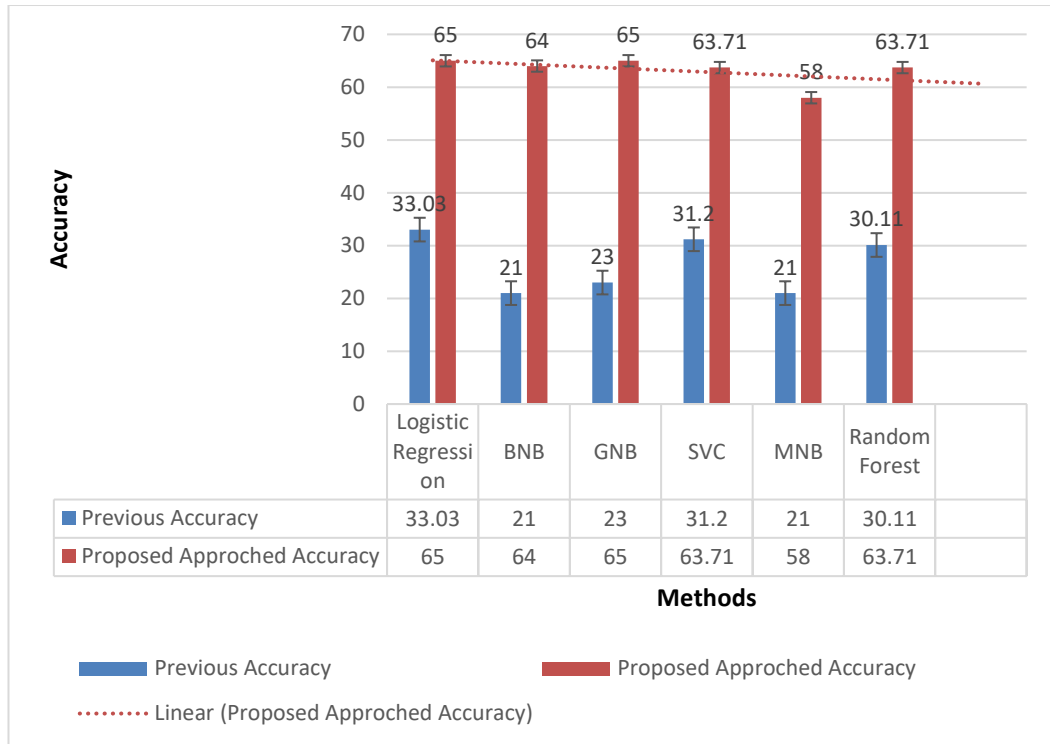 Accuracy
70
60
50
40
30
20
10
0
33.03
65
21
64
23
65
31.2
63.71
21
58
30.11
63.71
Logistic
Regressi
on
BNB
GNB
SVC
MNB
Random
Forest
Previous Accuracy 33.03 21 23 31.2 21 30.11
Proposed Approched Accuracy 65 64 65 63.71 58 63.71
Methods
Previous Accuracy
Proposed Approched Accuracy
Linear (Proposed Approched Accuracy)